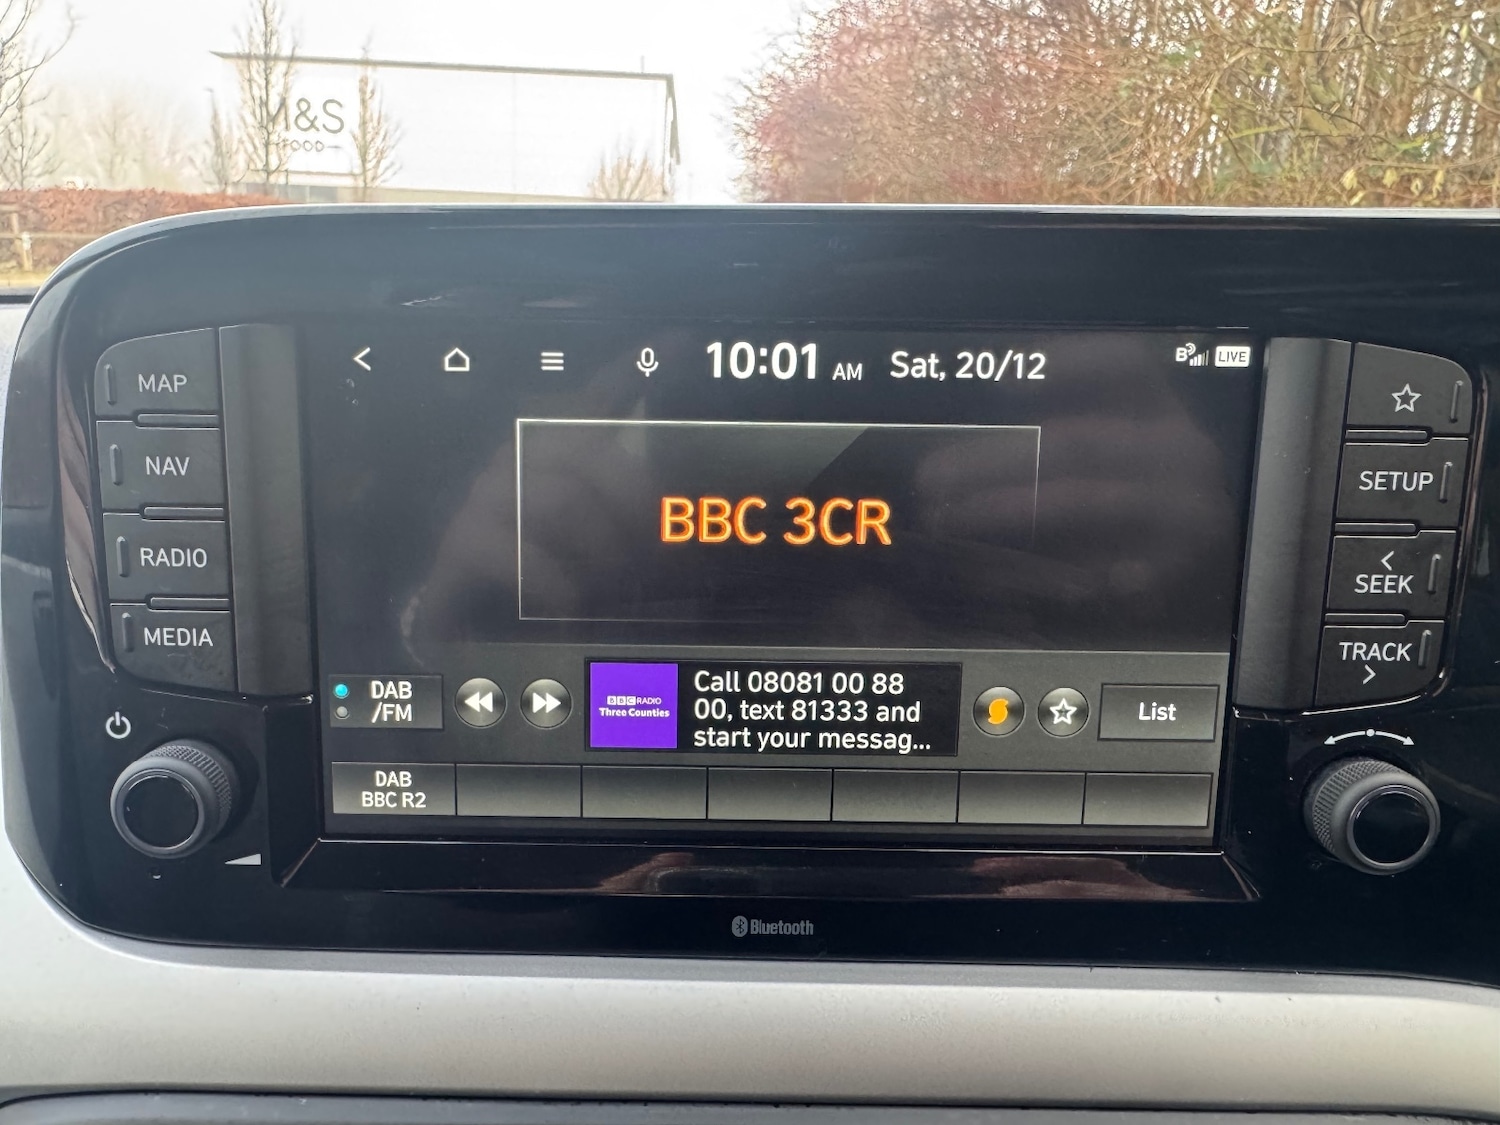 M&S
FOOD
MAP
NAV
RADIO
MEDIA
10:01 AM Sat, 20/12
LIVE
BBC 3CR
DAB
/FM
BBC RADIO
Three Counties
Call 08081 00 88
00, text 81333 and
start your messag...
List
DAB
BBC R2
SETUP
SEEK
TRACK
Bluetooth